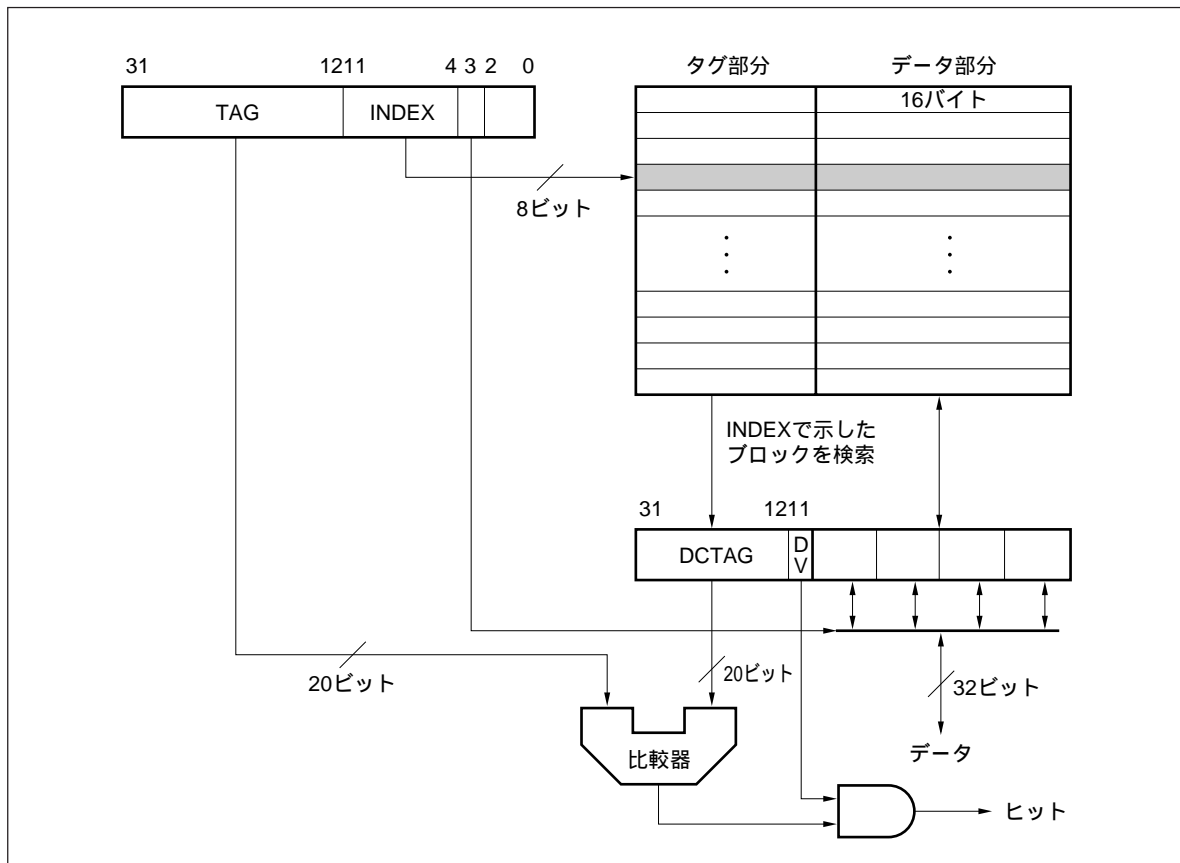 31 1211 4 3 2 0
TAG INDEX
タグ部分 データ部分
16バイト
8ビット
INDEXで示した
ブロックを検索
31 1211
DCTAG
D
V
20ビット
20ビット
32ビット
比較器
データ
ヒット